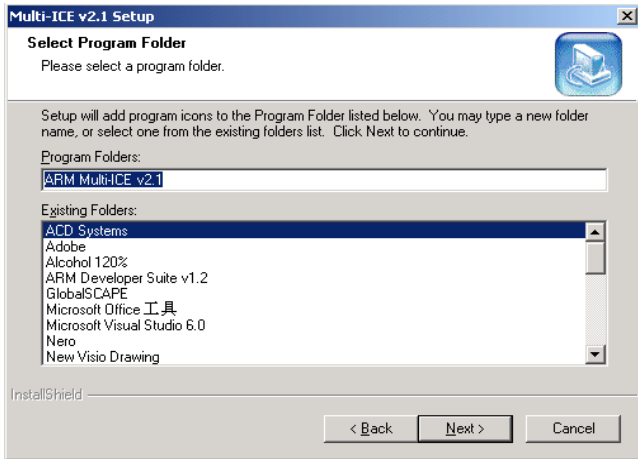 Multi-ICE v2.1 Setup
Select Program Folder
Please select a program folder.
Setup will add program icons to the Program Folder listed below. You may type a new folder
name, or select one from the existing folders list. Click Next to continue.
Program Folders:
ARM Multi-ICE v2.1
Existing Folders:
ACD Systems
Adobe
Alcohol 120%
ARM Developer Suite v1.2
GlobalSCAPE
Microsoft Office 工具
Microsoft Visual Studio 6.0
Nero
New Visio Drawing
InstallShield
< Back Next > Cancel